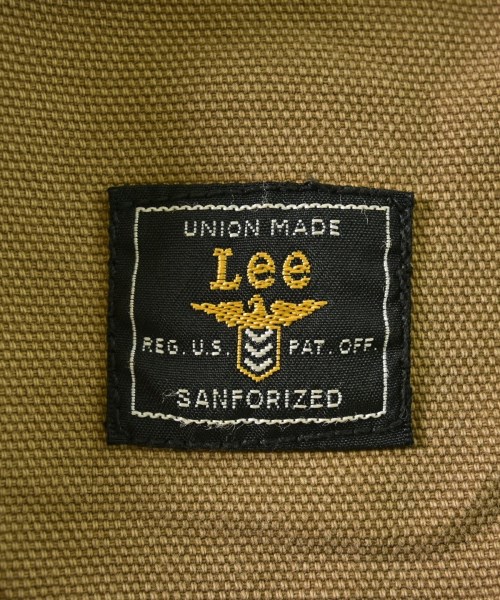 UNION MADE
Lee
REG. U.S. PAT. OFF.
SANFORIZED